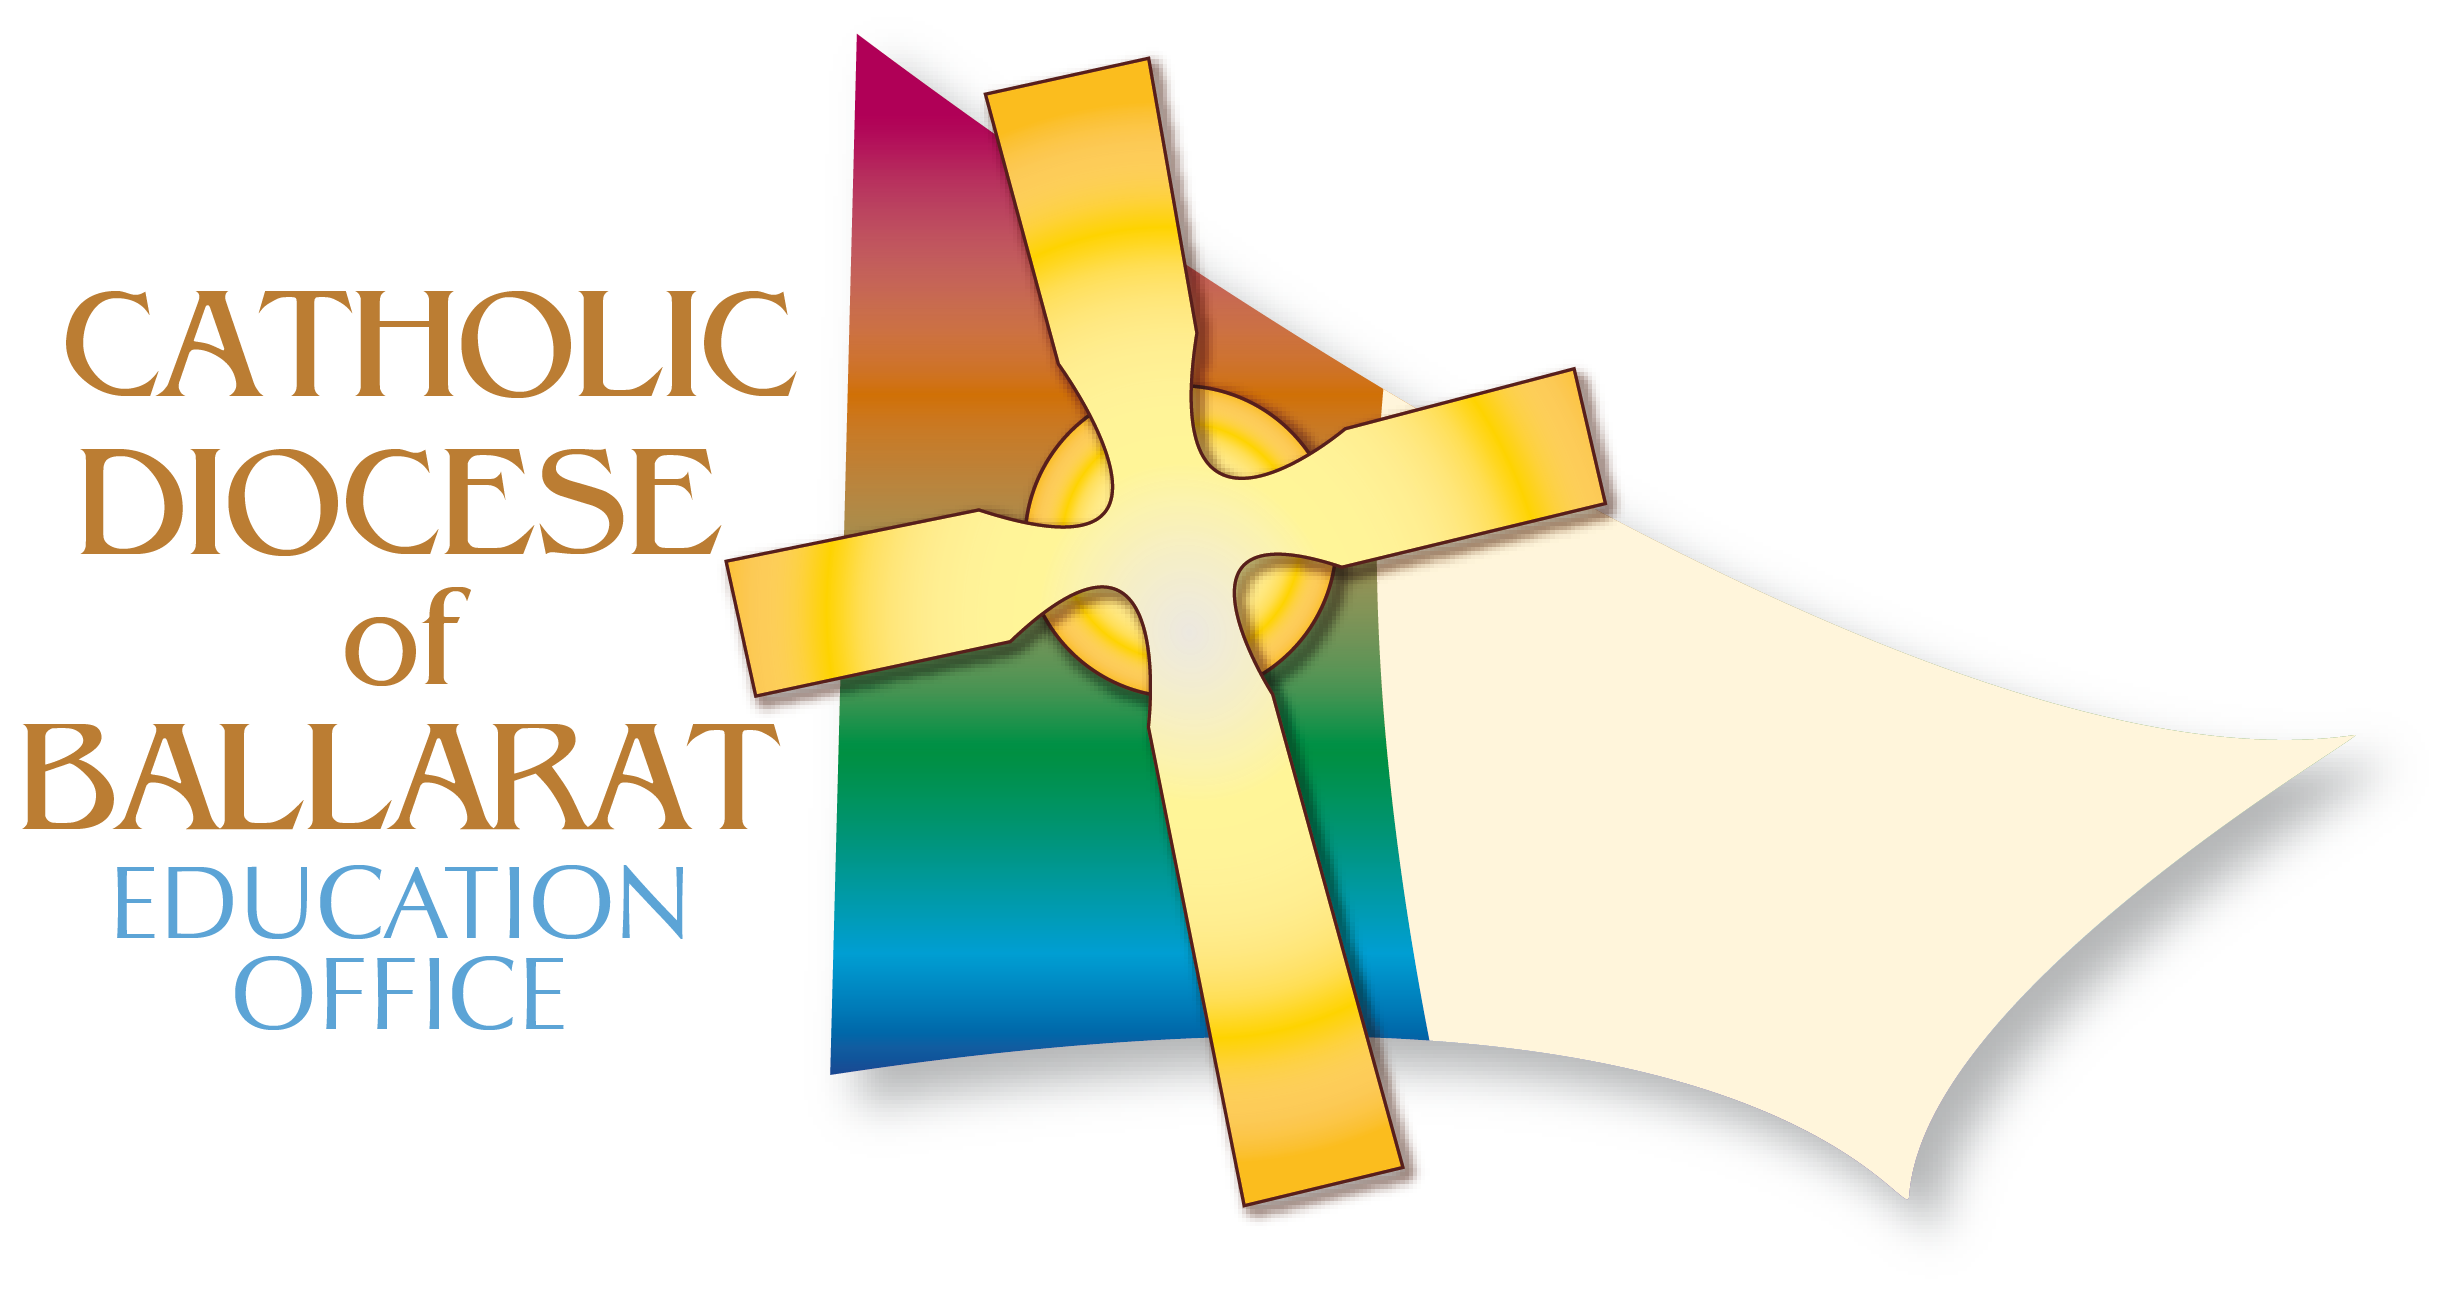 CATHOLIC
DIOCESE
of
BALLARAT
EDUCATION
OFFICE